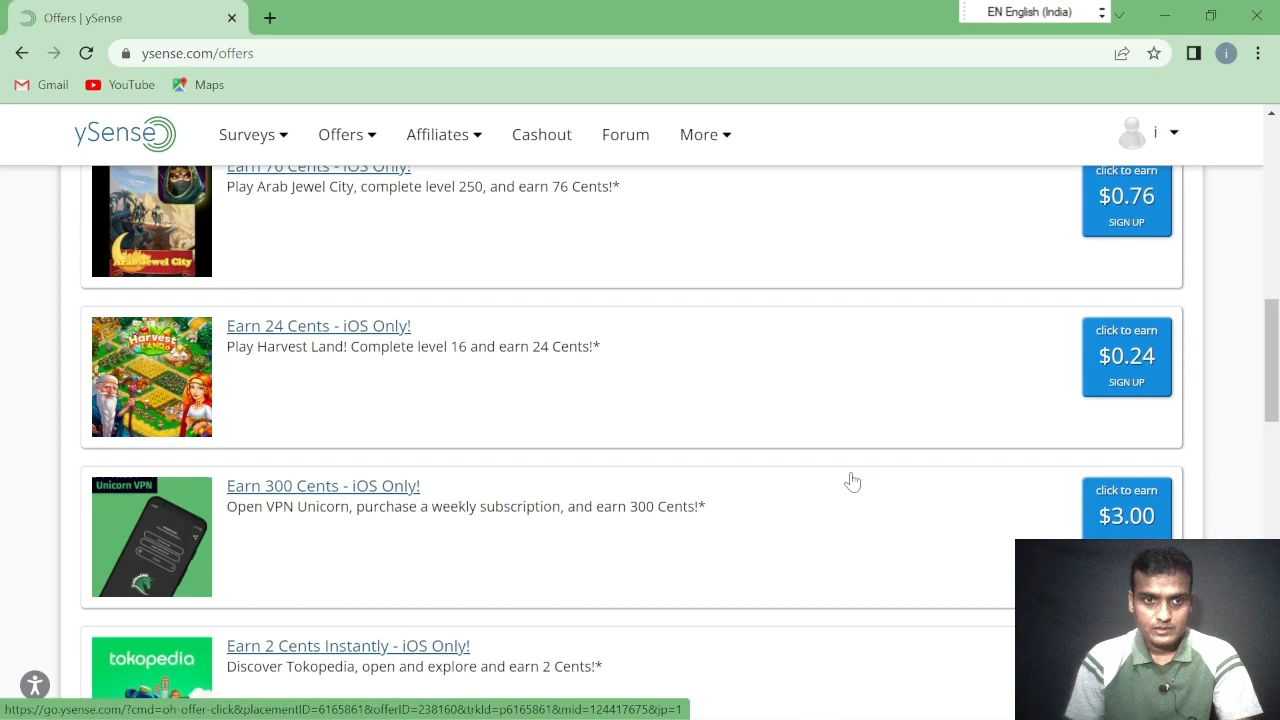 Offers | ySense
EN English (India)
ysense.com/offers
i
Gmail
YouTube
Maps
ySense
Surveys
Offers
Affiliates
Cashout
Forum
More
i
Earn 76 Cents - iOS Only!
Play Arab Jewel City, complete level 250, and earn 76 Cents!*
click to earn
$0.76
SIGN UP
Arab Jewel City
Earn 24 Cents - iOS Only!
Play Harvest Land! Complete level 16 and earn 24 Cents!*
Harvest
LAND
click to earn
$0.24
SIGN UP
Unicorn VPN
Earn 300 Cents - iOS Only!
Open VPN Unicorn, purchase a weekly subscription, and earn 300 Cents!*
click to earn
$3.00
tokopedia
Earn 2 Cents Instantly - iOS Only!
Discover Tokopedia, open and explore and earn 2 Cents!*
https://go.ysense.com/?cmd=oh-offer-click&placementID=6165861&offerID=238160&trkId=p6165861&mid=124417675&jp=1